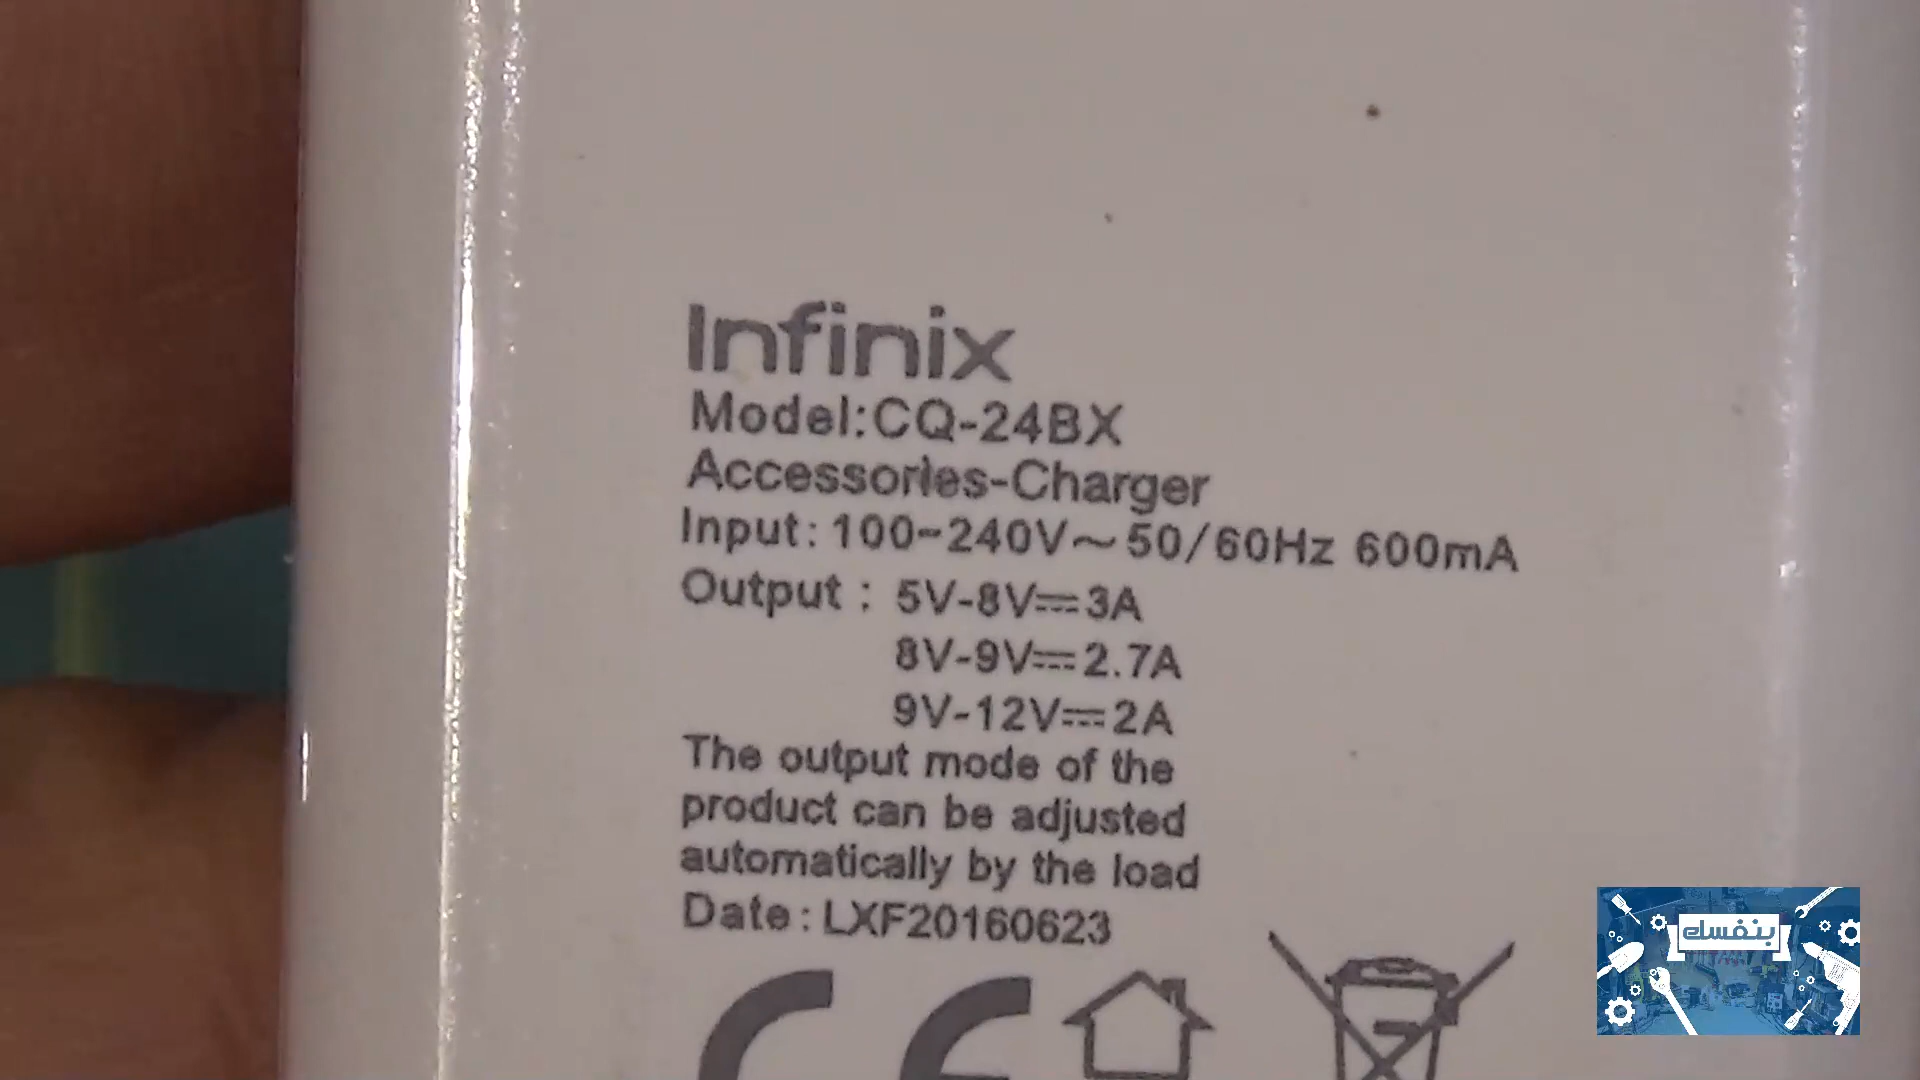 Infinix
Model:CQ-24BX
Accessories-Charger
Input: 100~240V～50/60Hz 600mA
Output : 5V-8V⎓3A
8V-9V⎓2.7A
9V-12V⎓2A
The output mode of the
product can be adjusted
automatically by the load
Date: LXF20160623
CE
بنفسك